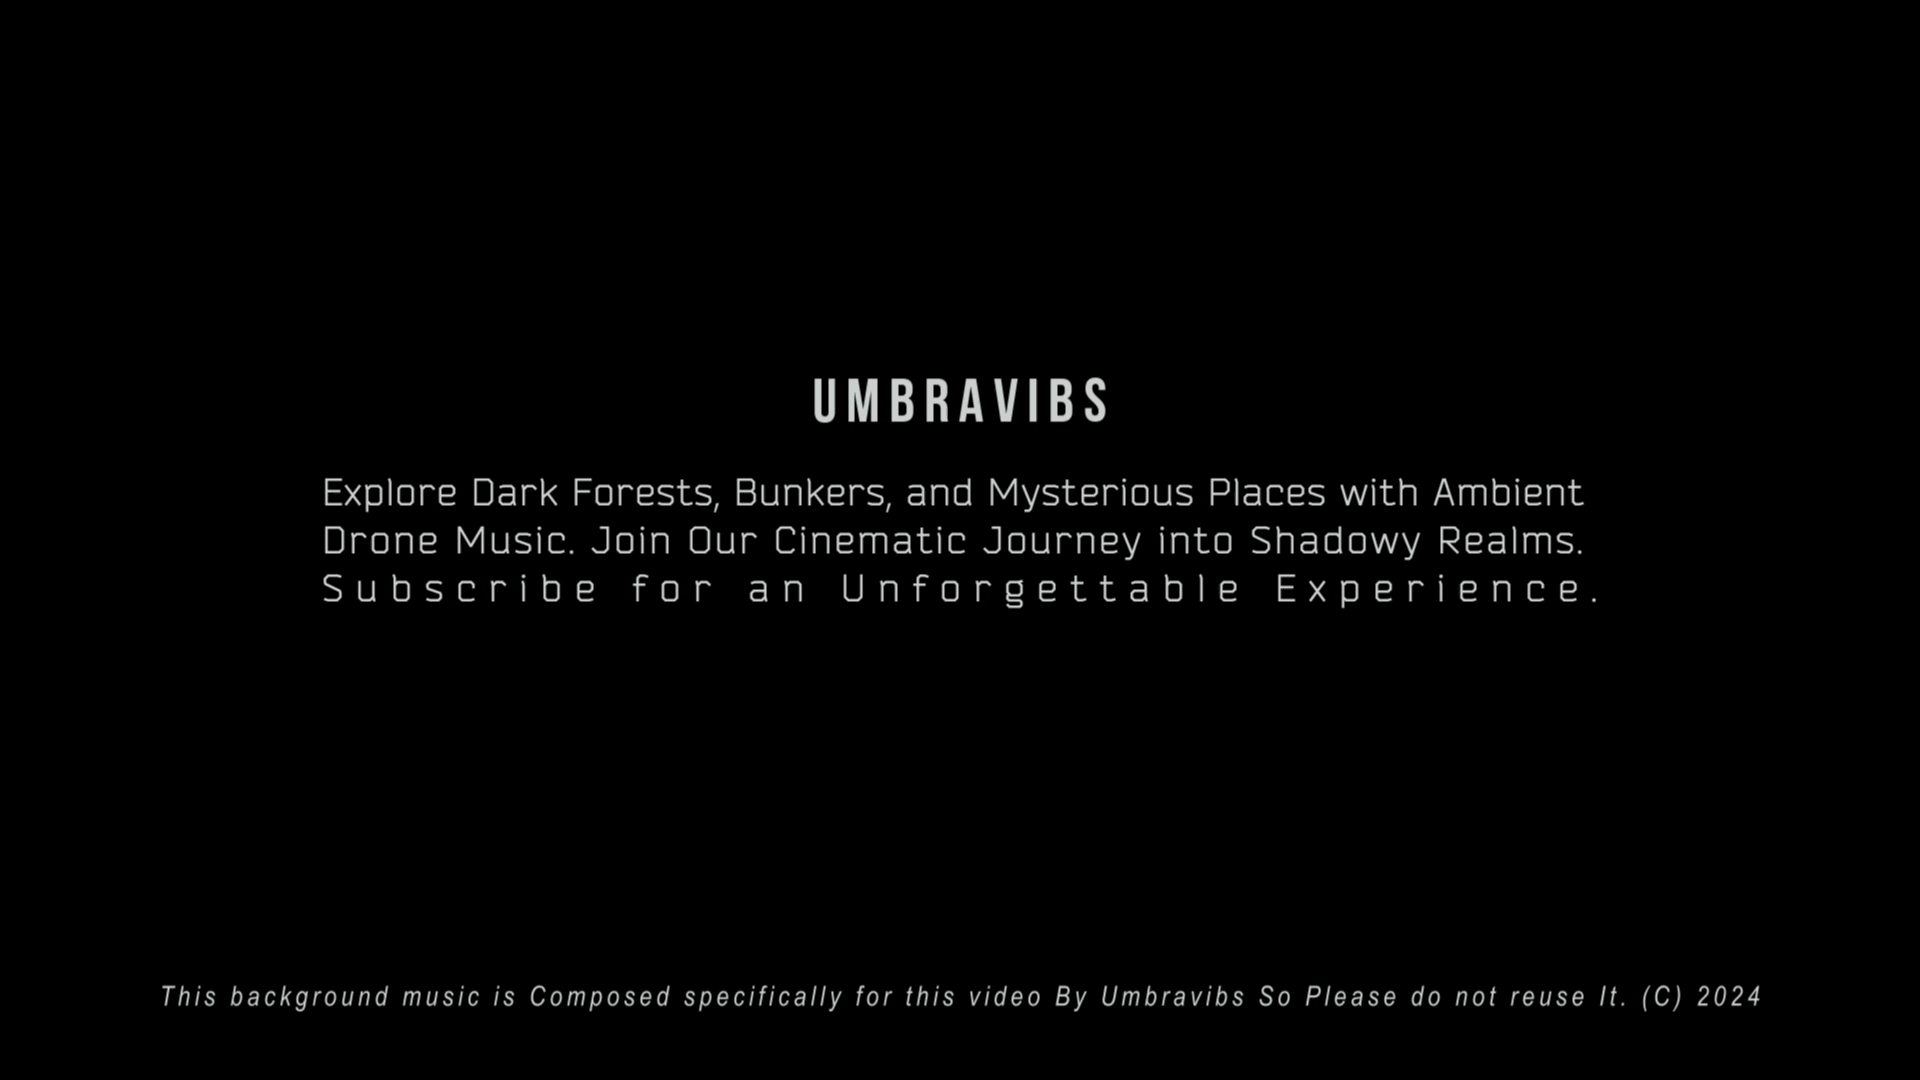 UMBRAVIBS
Explore Dark Forests, Bunkers, and Mysterious Places with Ambient
Drone Music. Join Our Cinematic Journey into Shadowy Realms.
Subscribe for an Unforgettable Experience.
This background music is Composed specifically for this video By Umbravibs So Please do not reuse It. (C) 2024